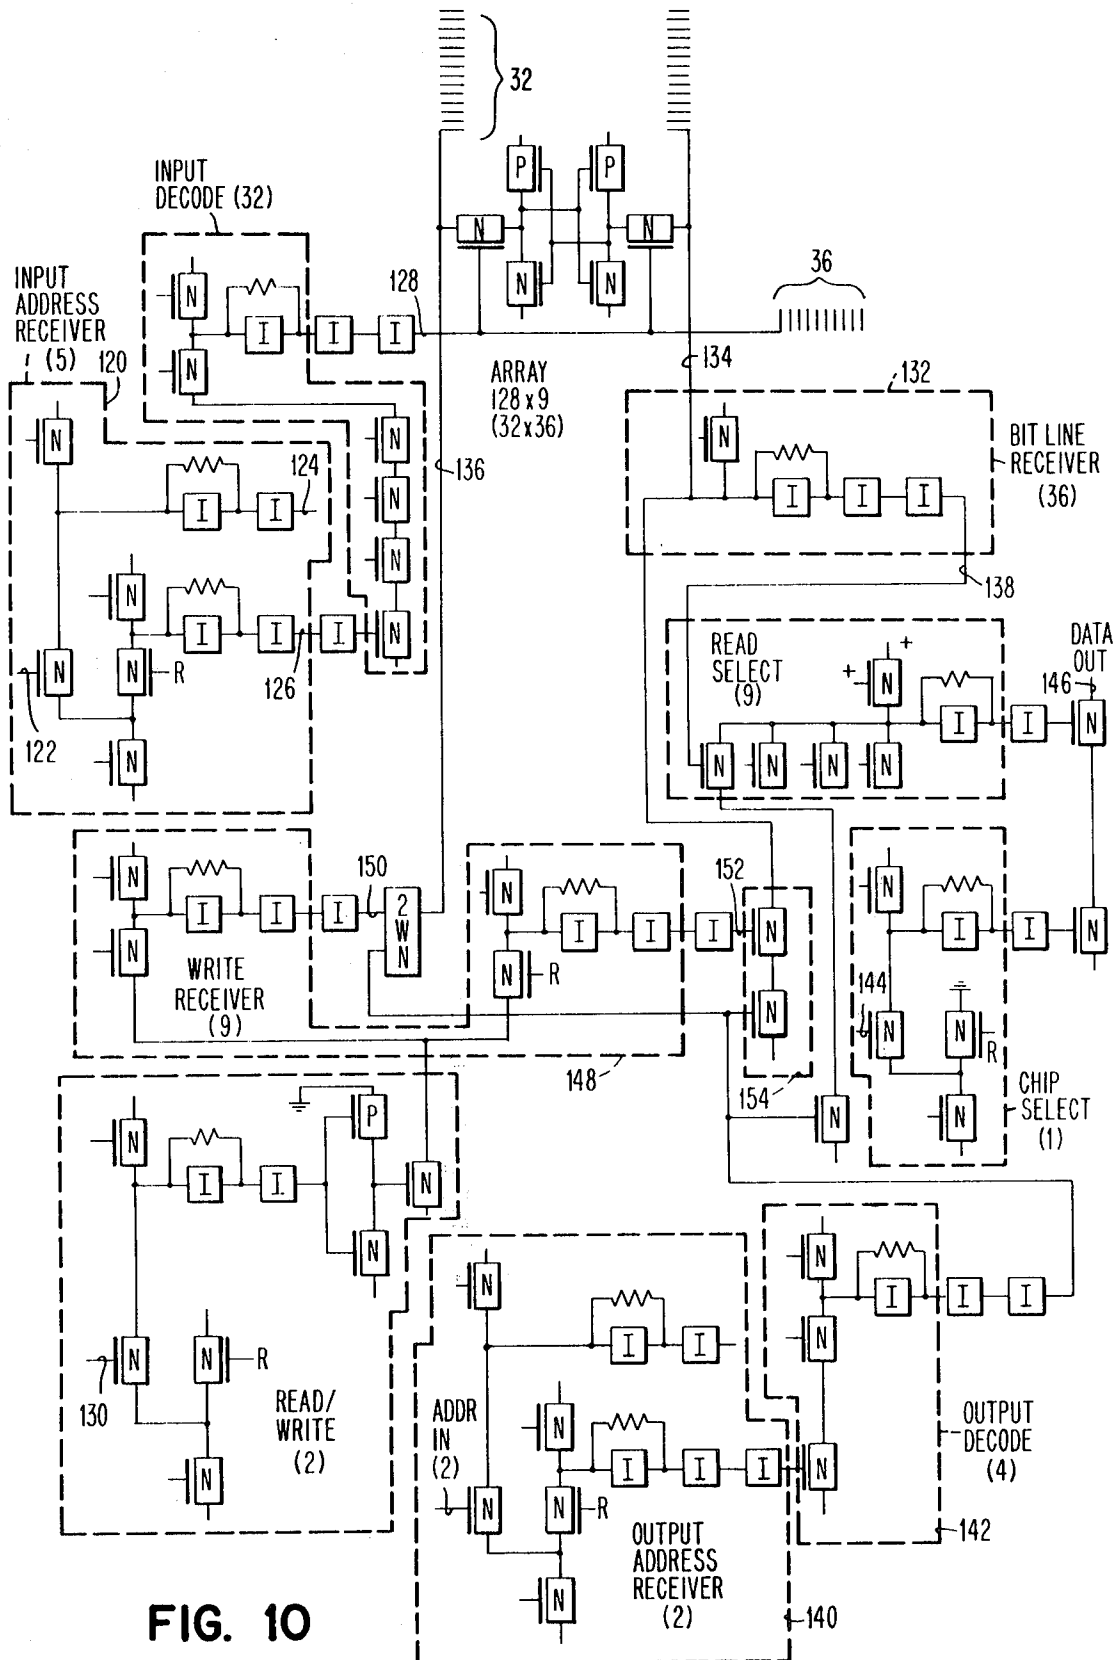 32
INPUT
DECODE (32)
P
P
N
N
N
N
36
INPUT
ADDRESS
RECEIVER
(5)
120
N
I
I
I
128
N
134
132
ARRAY
128 x 9
(32x36)
136
N
N
BIT LINE
RECEIVER
(36)
I
I
I
N
124
I
I
N
N
138
N
I
I
I
N
READ
SELECT
(9)
DATA
OUT
146
N
N
R
126
122
+
+
N
I
I
N
N
N
N
N
N
N
I
I
I
150
2
W
N
N
I
I
I
152
N
N
I
I
N
N
WRITE
RECEIVER
(9)
N
R
N
144
N
N
R
148
154
CHIP
SELECT
(1)
N
N
I
I
P
N
N
N
N
I
I
I
N
I
I
N
130
N
N
R
READ/
WRITE
(2)
N
ADDR
IN
(2)
N
I
I
I
N
OUTPUT
DECODE
(4)
N
N
R
OUTPUT
ADDRESS
RECEIVER
(2)
N
142
140
FIG. 10